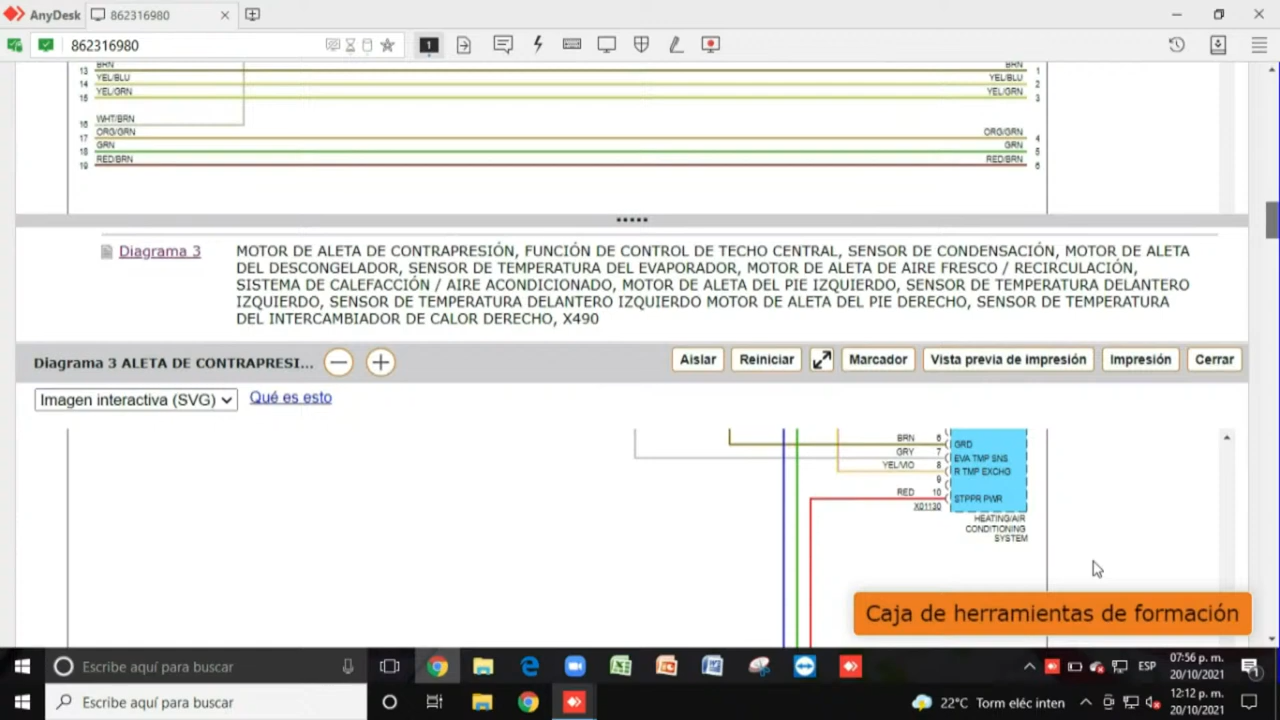 AnyDesk
862316980
862316980
1
13 BRN BRN 1
14 YEL/BLU YEL/BLU 2
15 YEL/GRN YEL/GRN 3
16 WHT/BRN
17 ORG/GRN ORG/GRN 4
18 GRN GRN 5
19 RED/BRN RED/BRN 6
Diagrama 3
MOTOR DE ALETA DE CONTRAPRESIÓN, FUNCIÓN DE CONTROL DE TECHO CENTRAL, SENSOR DE CONDENSACIÓN, MOTOR DE ALETA
DEL DESCONGELADOR, SENSOR DE TEMPERATURA DEL EVAPORADOR, MOTOR DE ALETA DE AIRE FRESCO / RECIRCULACIÓN,
SISTEMA DE CALEFACCIÓN / AIRE ACONDICIONADO, MOTOR DE ALETA DEL PIE IZQUIERDO, SENSOR DE TEMPERATURA DELANTERO
IZQUIERDO, SENSOR DE TEMPERATURA DELANTERO IZQUIERDO MOTOR DE ALETA DEL PIE DERECHO, SENSOR DE TEMPERATURA
DEL INTERCAMBIADOR DE CALOR DERECHO, X490
Diagrama 3 ALETA DE CONTRAPRESI...
Aislar
Reiniciar
Marcador
Vista previa de impresión
Impresión
Cerrar
Imagen interactiva (SVG)
Qué es esto
BRN 6 GRD
GRY 7 EVA TMP SNS
YEL/VIO 8 R TMP EXCHG
9
RED 10 STPPR PWR
X01130
HEATING/AIR
CONDITIONING
SYSTEM
Caja de herramientas de formación
Escribe aquí para buscar
ESP
07:56 p. m.
20/10/2021
1
Escribe aquí para buscar
22°C Torm eléc inten
12:12 p. m.
20/10/2021